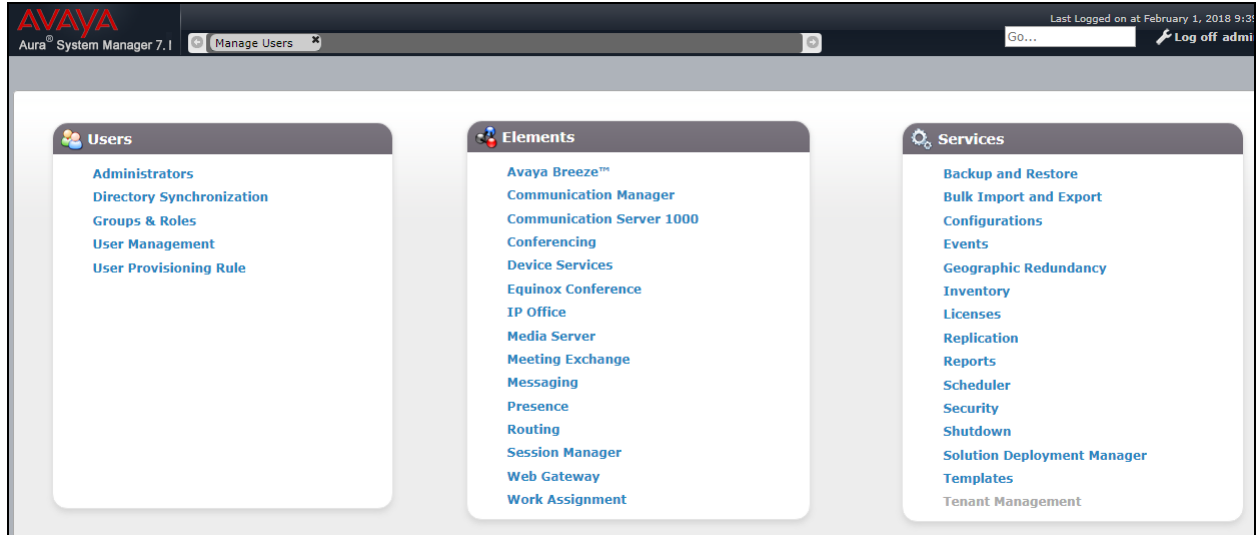 AVAYA
Last Logged on at February 1, 2018 9:39
Aura® System Manager 7.1
Manage Users
Go...
Log off admi
Users
Administrators
Directory Synchronization
Groups & Roles
User Management
User Provisioning Rule
Elements
Avaya Breeze™
Communication Manager
Communication Server 1000
Conferencing
Device Services
Equinox Conference
IP Office
Media Server
Meeting Exchange
Messaging
Presence
Routing
Session Manager
Web Gateway
Work Assignment
Services
Backup and Restore
Bulk Import and Export
Configurations
Events
Geographic Redundancy
Inventory
Licenses
Replication
Reports
Scheduler
Security
Shutdown
Solution Deployment Manager
Templates
Tenant Management